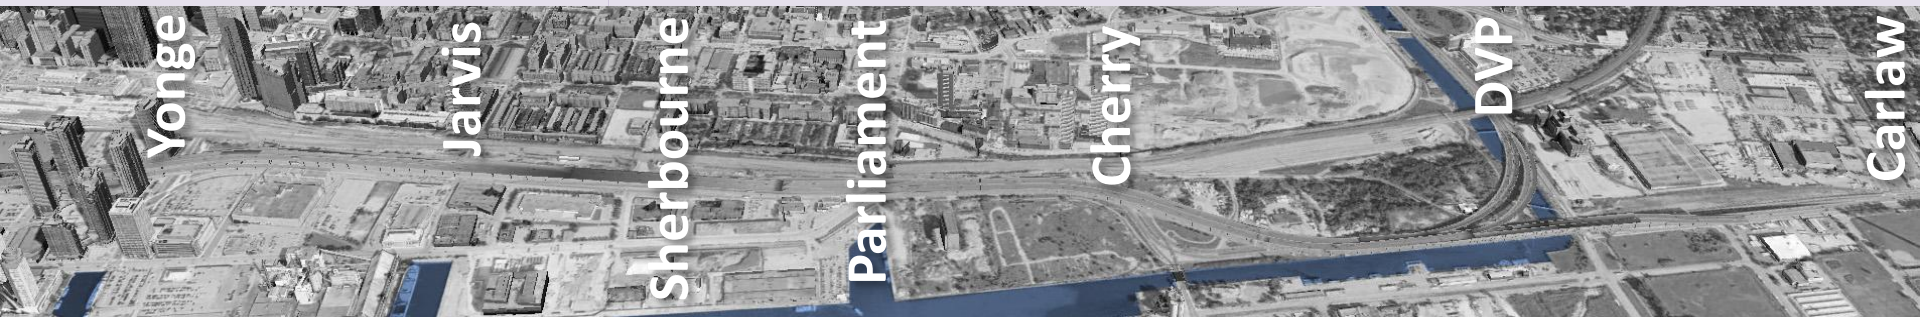 Yonge
Jarvis
Sherbourne
Parliament
Cherry
DVP
Carlaw